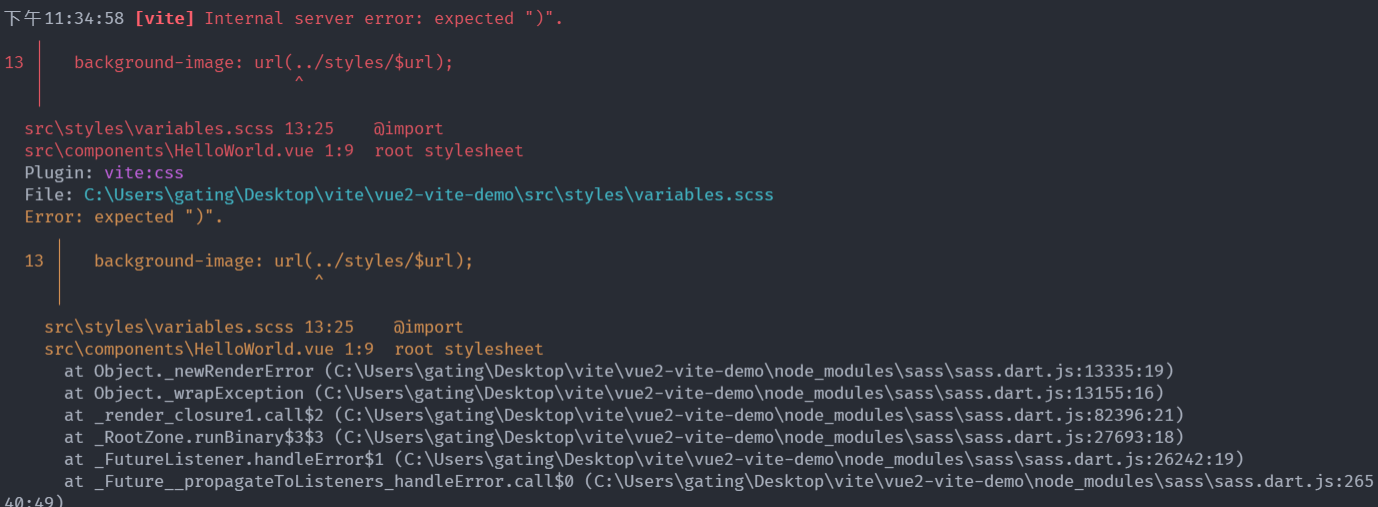 下午11:34:58 [vite] Internal server error: expected ")".
13 │ background-image: url(../styles/$url);
^
src\styles\variables.scss 13:25 @import
src\components\HelloWorld.vue 1:9 root stylesheet
Plugin: vite:css
File: C:\Users\gating\Desktop\vite\vue2-vite-demo\src\styles\variables.scss
Error: expected ")".
13 │ background-image: url(../styles/$url);
^
src\styles\variables.scss 13:25 @import
src\components\HelloWorld.vue 1:9 root stylesheet
at Object._newRenderError (C:\Users\gating\Desktop\vite\vue2-vite-demo\node_modules\sass\sass.dart.js:13335:19)
at Object._wrapException (C:\Users\gating\Desktop\vite\vue2-vite-demo\node_modules\sass\sass.dart.js:13155:16)
at _render_closure1.call$2 (C:\Users\gating\Desktop\vite\vue2-vite-demo\node_modules\sass\sass.dart.js:82396:21)
at _RootZone.runBinary$3$3 (C:\Users\gating\Desktop\vite\vue2-vite-demo\node_modules\sass\sass.dart.js:27693:18)
at _FutureListener.handleError$1 (C:\Users\gating\Desktop\vite\vue2-vite-demo\node_modules\sass\sass.dart.js:26242:19)
at _Future__propagateToListeners_handleError.call$0 (C:\Users\gating\Desktop\vite\vue2-vite-demo\node_modules\sass\sass.dart.js:265
40:49)